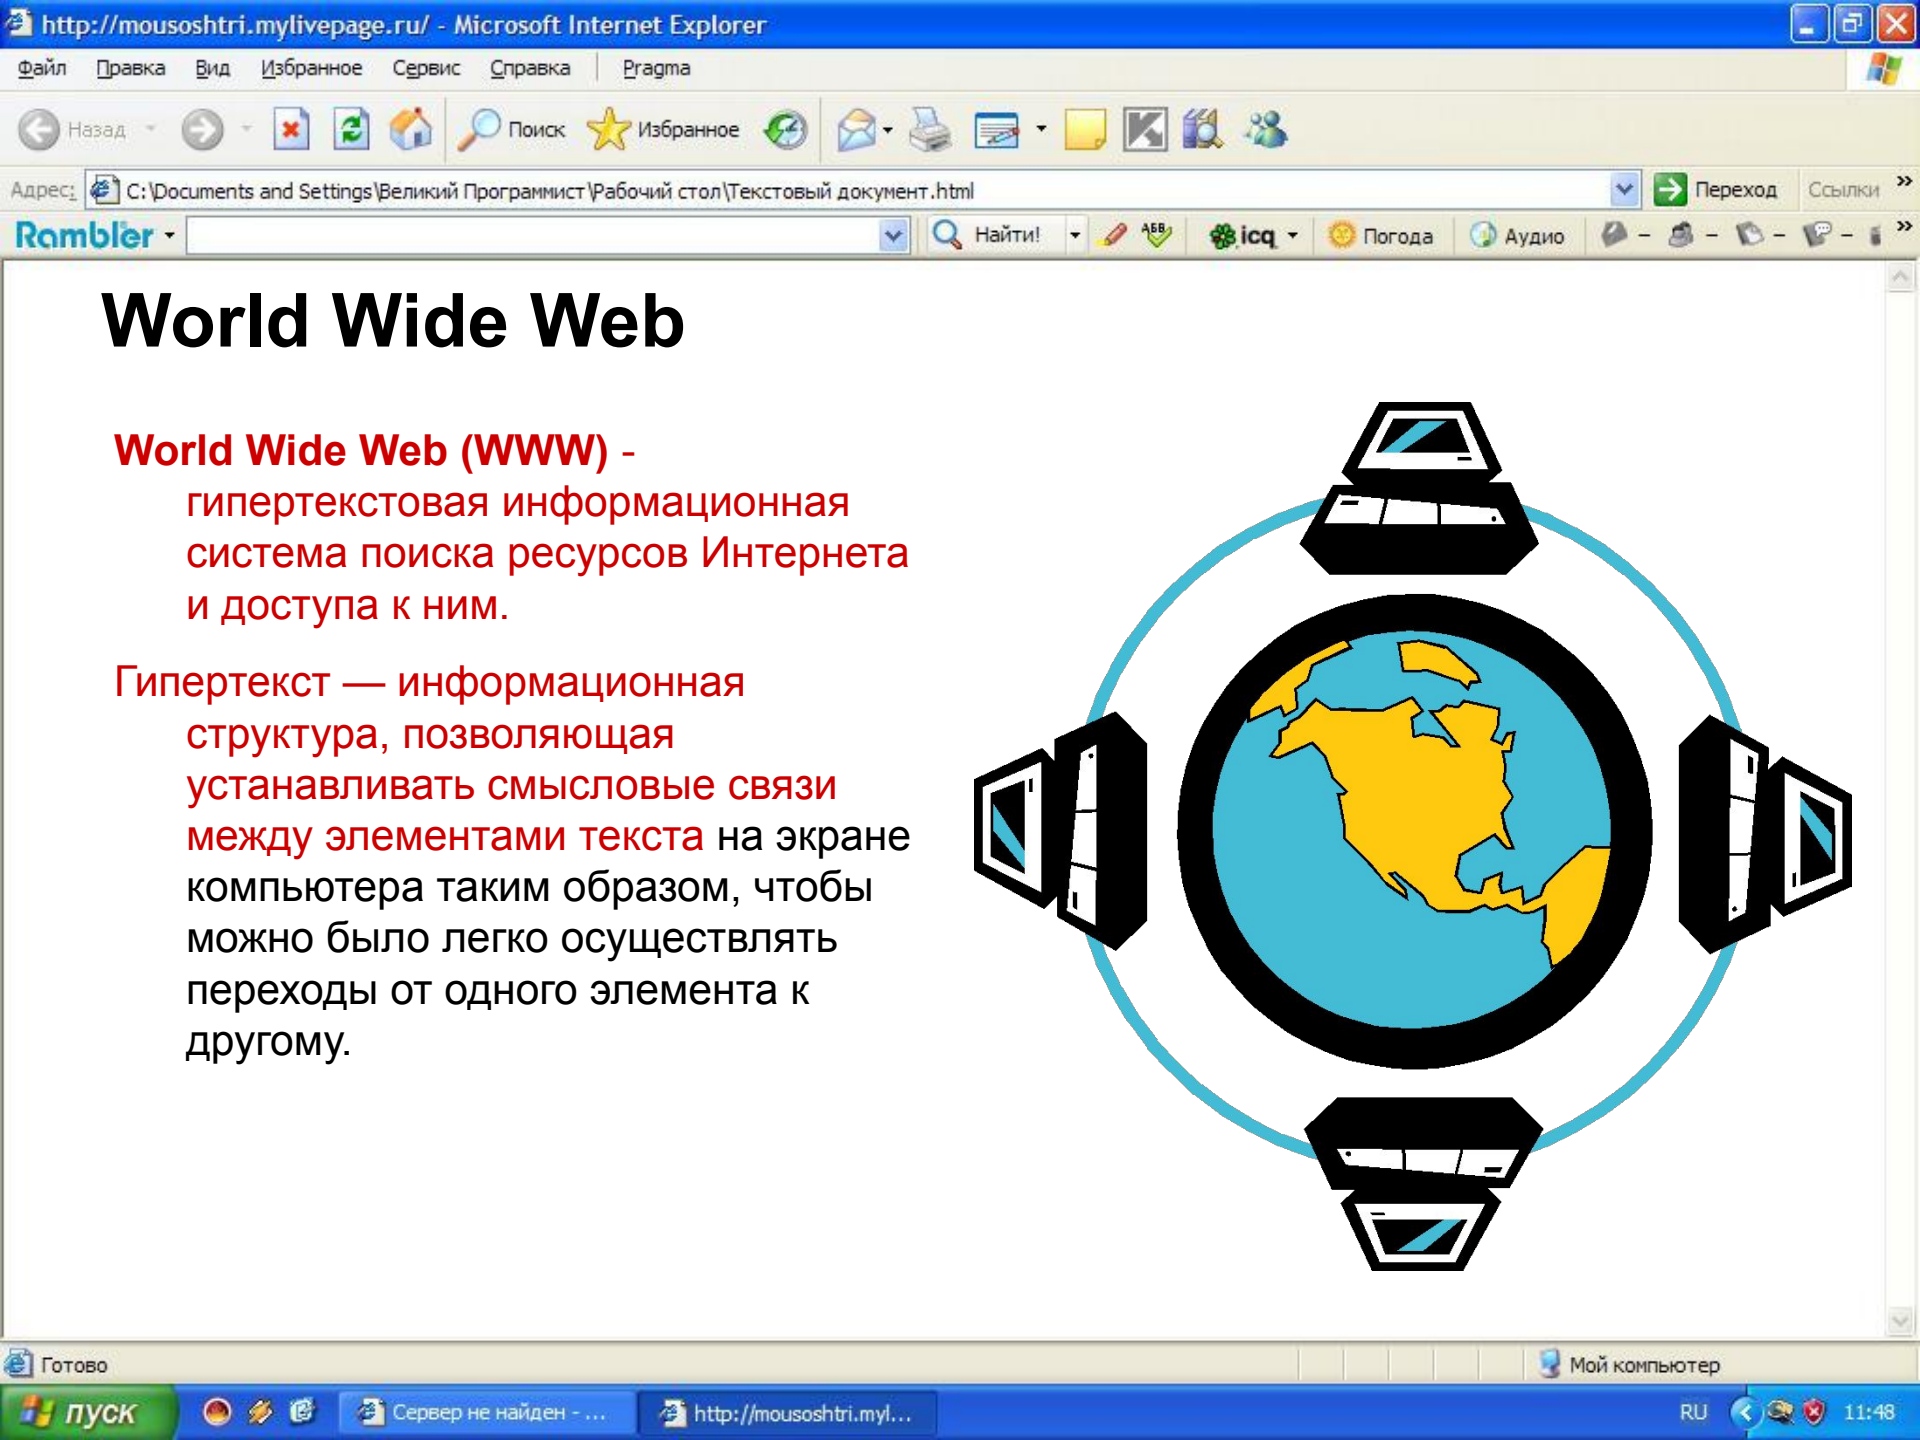 http://mousoshtri.mylivepage.ru/ - Microsoft Internet Explorer
Файл Правка Вид Избранное Сервис Справка Pragma
Назад Поиск Избранное
Адрес: C:\Documents and Settings\Великий Программист\Рабочий стол\Текстовый документ.html Переход Ссылки »
Rambler Найти! АБВ icq Погода Аудио »
World Wide Web
World Wide Web (WWW) -
гипертекстовая информационная
система поиска ресурсов Интернета
и доступа к ним.
Гипертекст — информационная
структура, позволяющая
устанавливать смысловые связи
между элементами текста на экране
компьютера таким образом, чтобы
можно было легко осуществлять
переходы от одного элемента к
другому.
Готово Мой компьютер
пуск Сервер не найден - ... http://mousoshtri.myl... RU 11:48